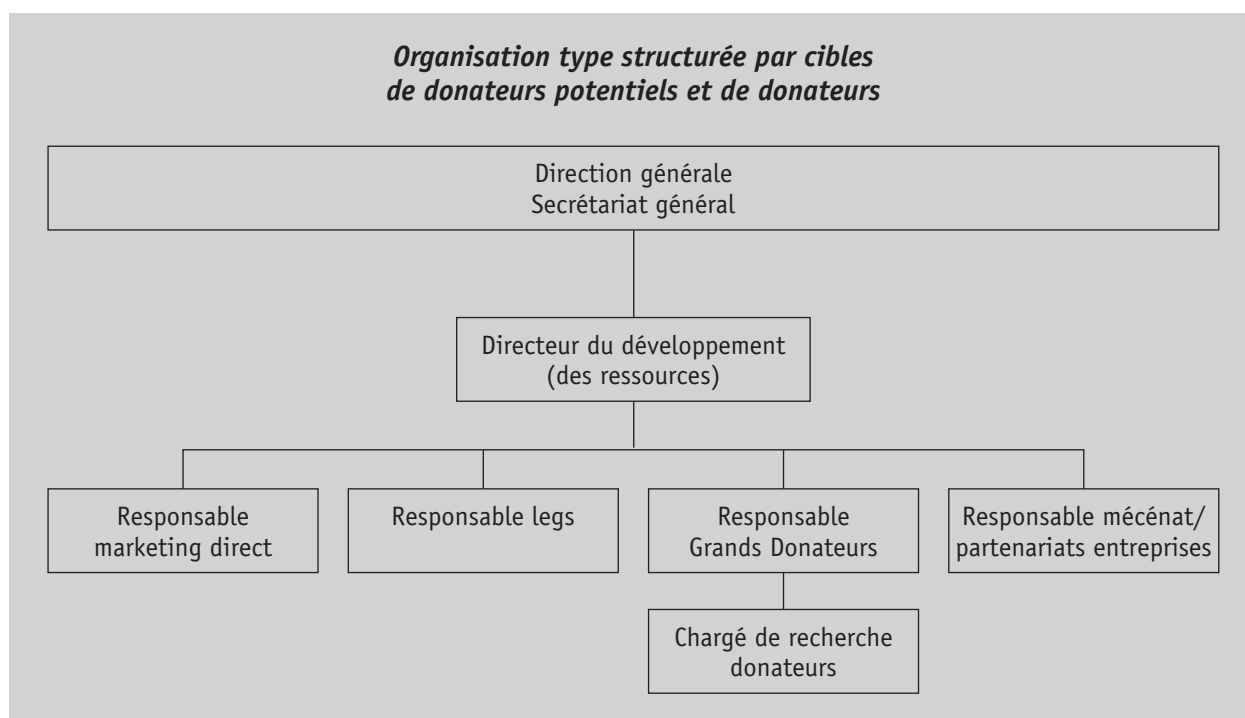 Organisation type structurée par cibles
de donateurs potentiels et de donateurs
Direction générale
Secrétariat général
Directeur du développement
(des ressources)
Responsable
marketing direct
Responsable legs
Responsable
Grands Donateurs
Responsable mécénat/
partenariats entreprises
Chargé de recherche
donateurs